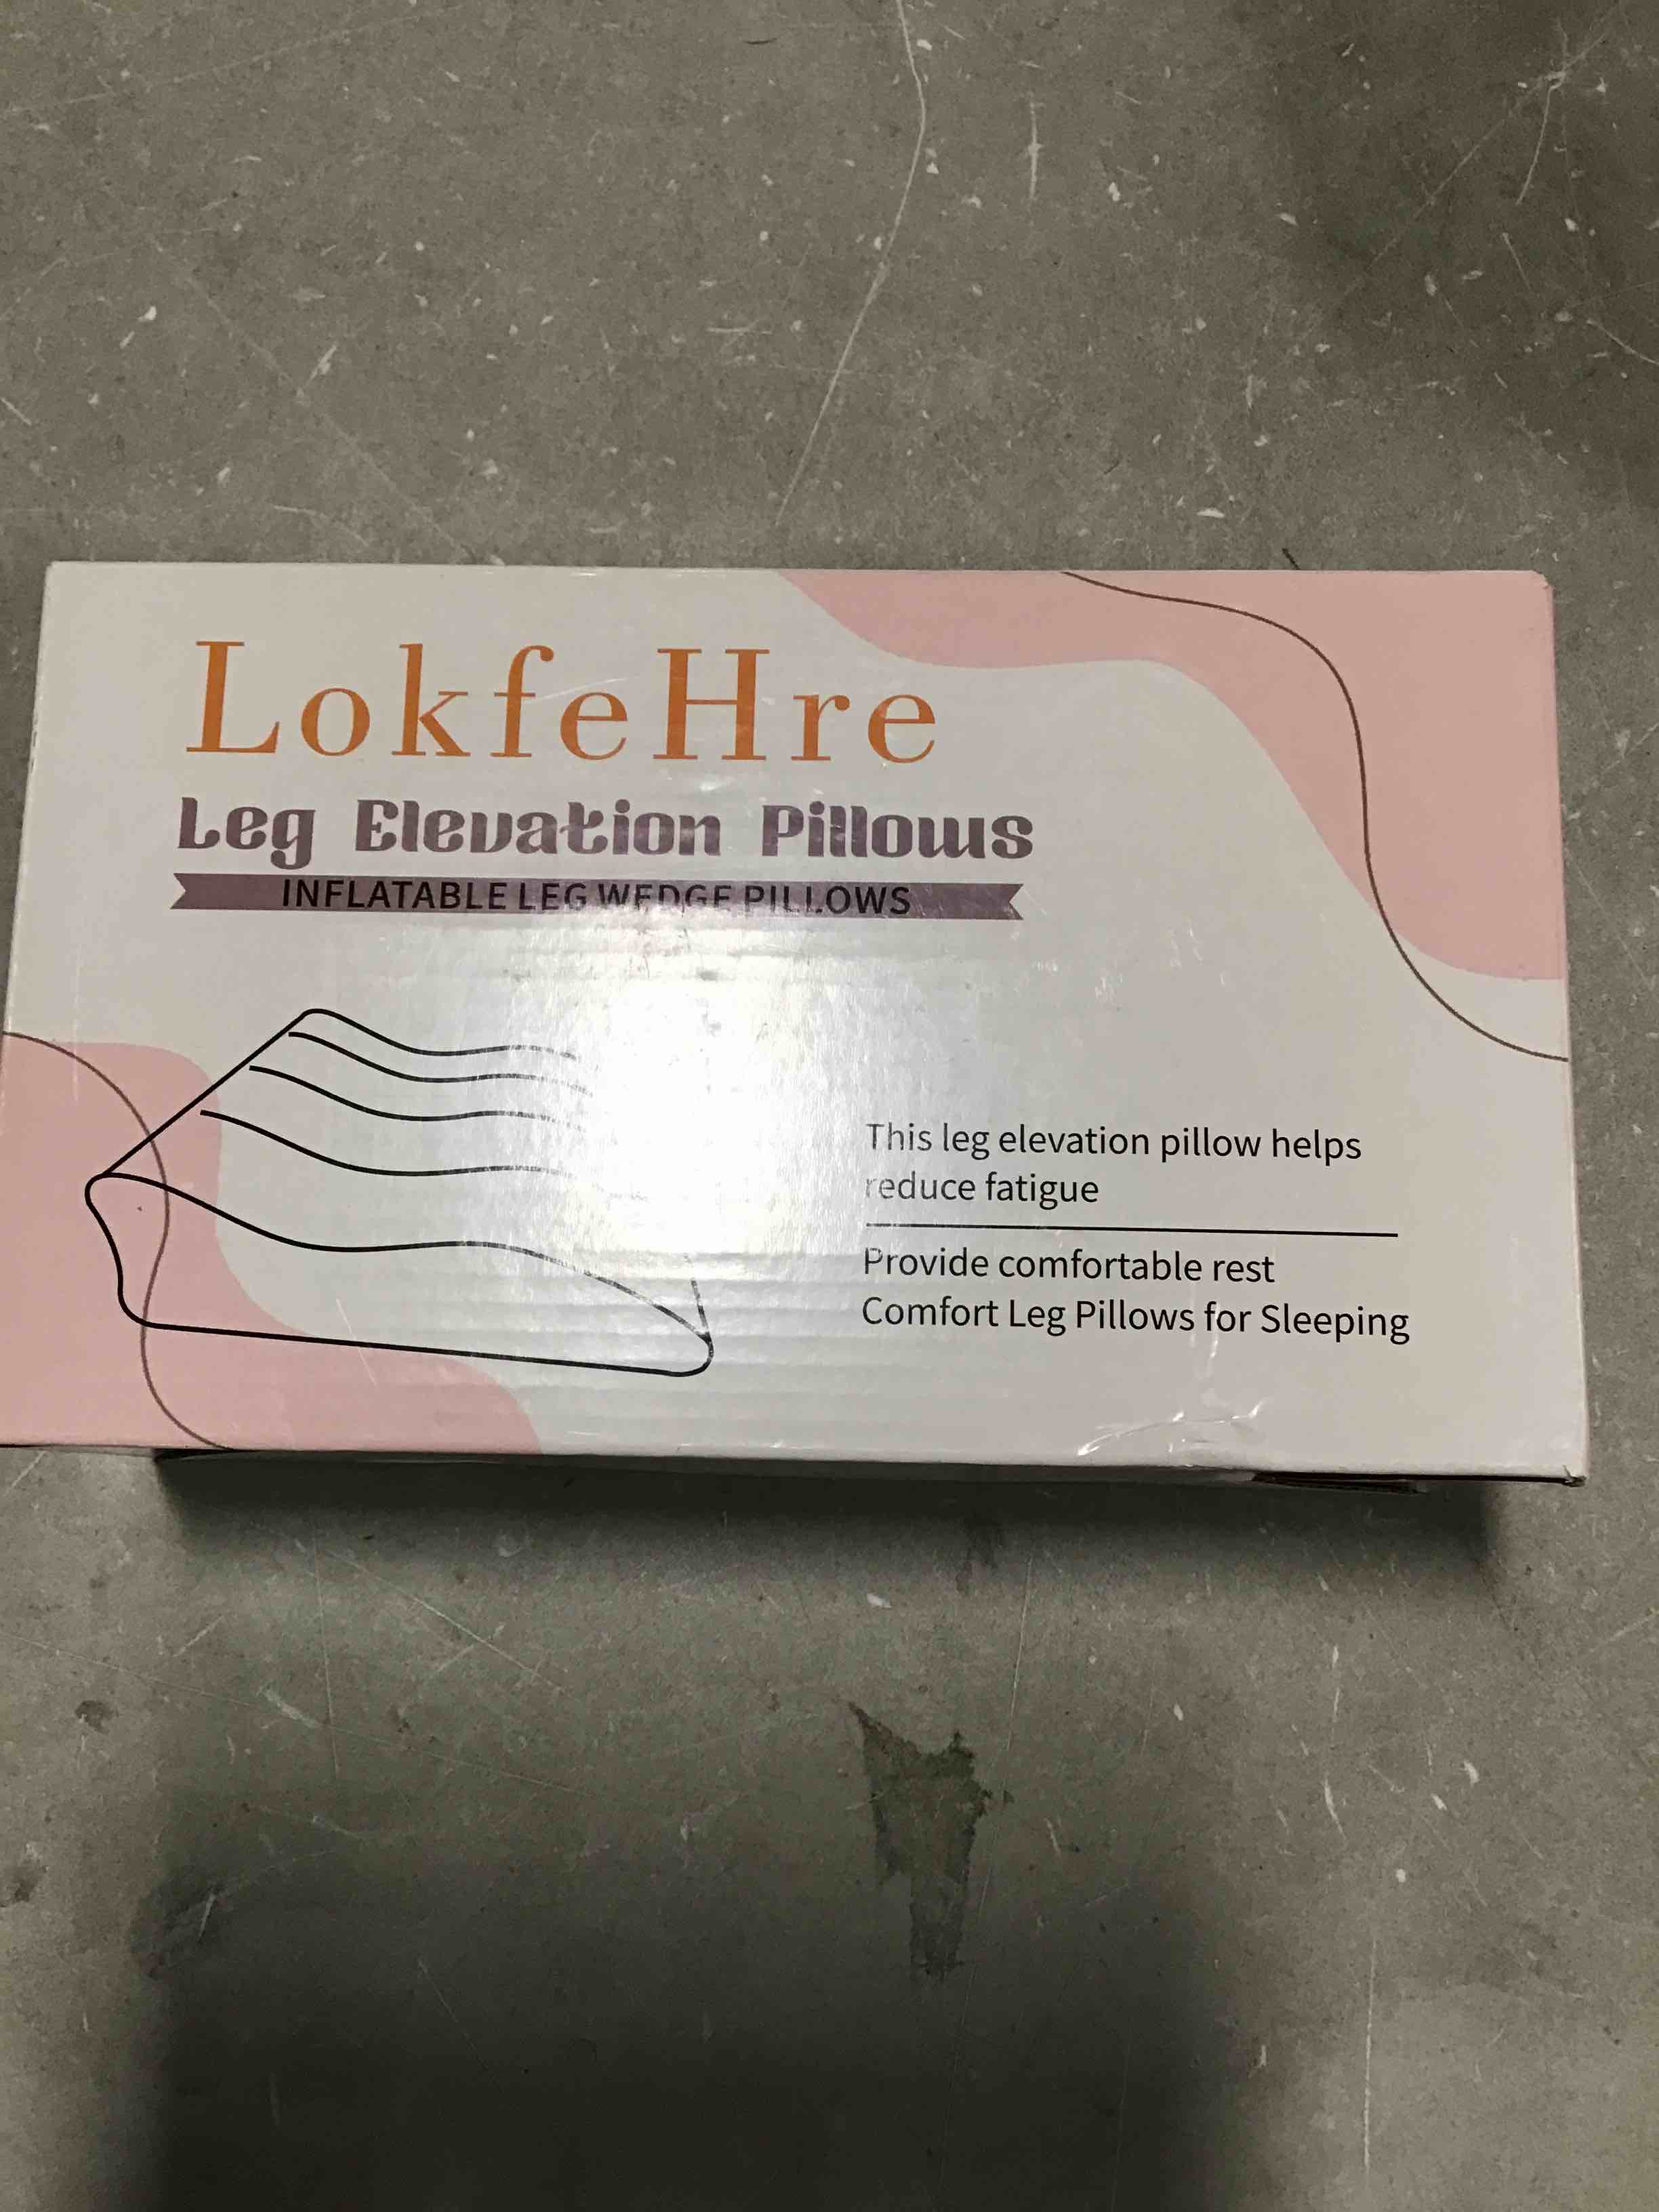 LokfeHre
Leg Elevation Pillows
INFLATABLE LEG WEDGE PILLOWS
This leg elevation pillow helps
reduce fatigue
Provide comfortable rest
Comfort Leg Pillows for Sleeping